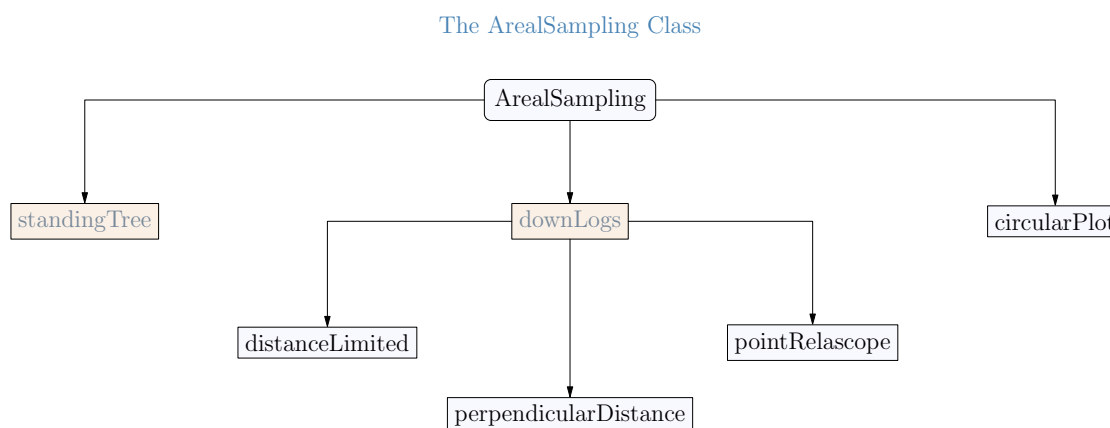 The ArealSampling Class
ArealSampling
standingTree
downLogs
circularPlot
distanceLimited
pointRelascope
perpendicularDistance